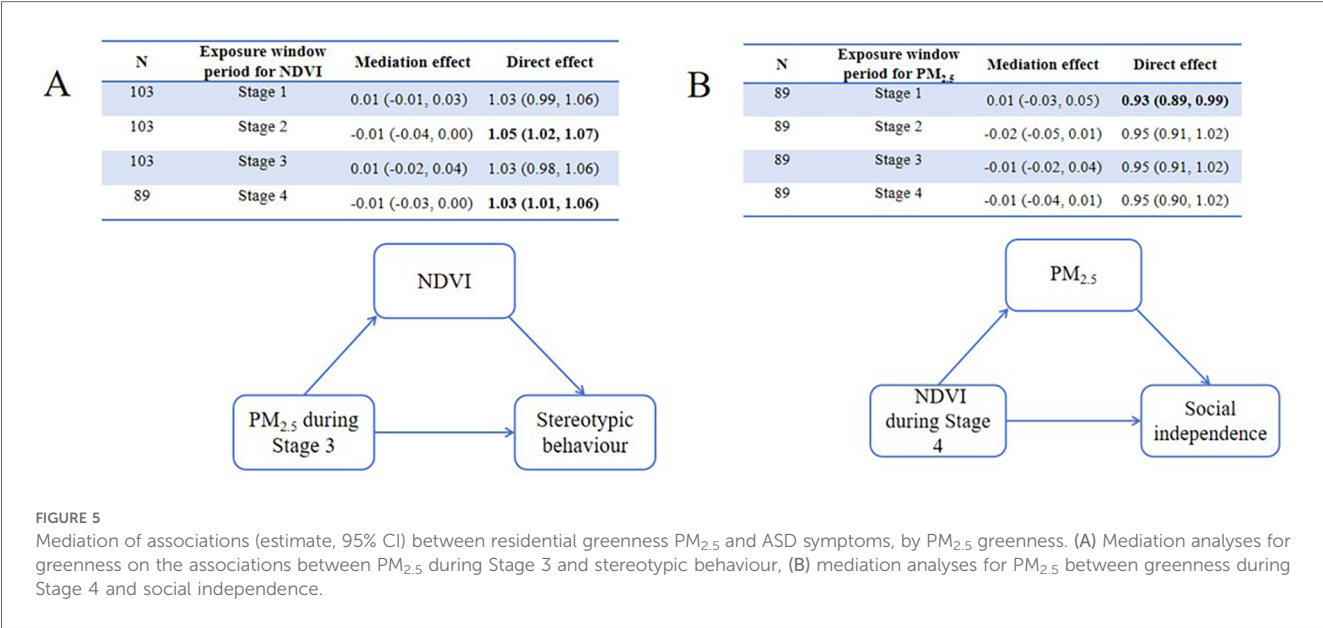 A
N Exposure window period for NDVI Mediation effect Direct effect
103 Stage 1 0.01 (-0.01, 0.03) 1.03 (0.99, 1.06)
103 Stage 2 -0.01 (-0.04, 0.00) 1.05 (1.02, 1.07)
103 Stage 3 0.01 (-0.02, 0.04) 1.03 (0.98, 1.06)
89 Stage 4 -0.01 (-0.03, 0.00) 1.03 (1.01, 1.06)
NDVI
PM2.5 during
Stage 3
Stereotypic
behaviour
B
N Exposure window period for PM2.5 Mediation effect Direct effect
89 Stage 1 0.01 (-0.03, 0.05) 0.93 (0.89, 0.99)
89 Stage 2 -0.02 (-0.05, 0.01) 0.95 (0.91, 1.02)
89 Stage 3 -0.01 (-0.02, 0.04) 0.95 (0.91, 1.02)
89 Stage 4 -0.01 (-0.04, 0.01) 0.95 (0.90, 1.02)
PM2.5
NDVI
during Stage
4
Social
independence
FIGURE 5
Mediation of associations (estimate, 95% CI) between residential greenness PM2.5 and ASD symptoms, by PM2.5 greenness. (A) Mediation analyses for
greenness on the associations between PM2.5 during Stage 3 and stereotypic behaviour, (B) mediation analyses for PM2.5 between greenness during
Stage 4 and social independence.